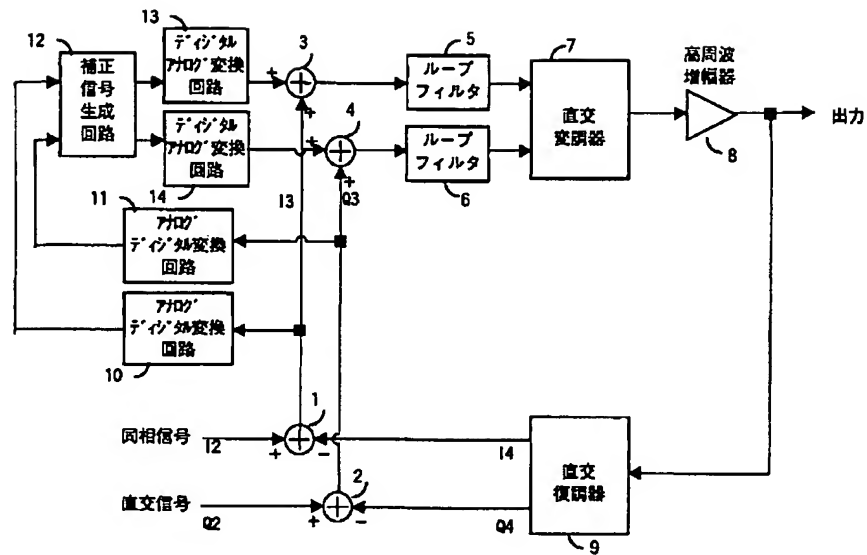 13
12
ディジタル
アナログ変換
回路
補正
信号
生成
回路
+
3
+
5
ループ
フィルタ
7
直交
変調器
高周波
増幅器
8
出力
ディジタル
アナログ変換
回路
14
+
4
+
Q3
ループ
フィルタ
6
I3
11
アナログ
ディジタル変換
回路
アナログ
ディジタル変換
回路
10
1
同相信号
I2
+
-
I4
直交
復調器
9
2
直交信号
Q2
+
-
Q4